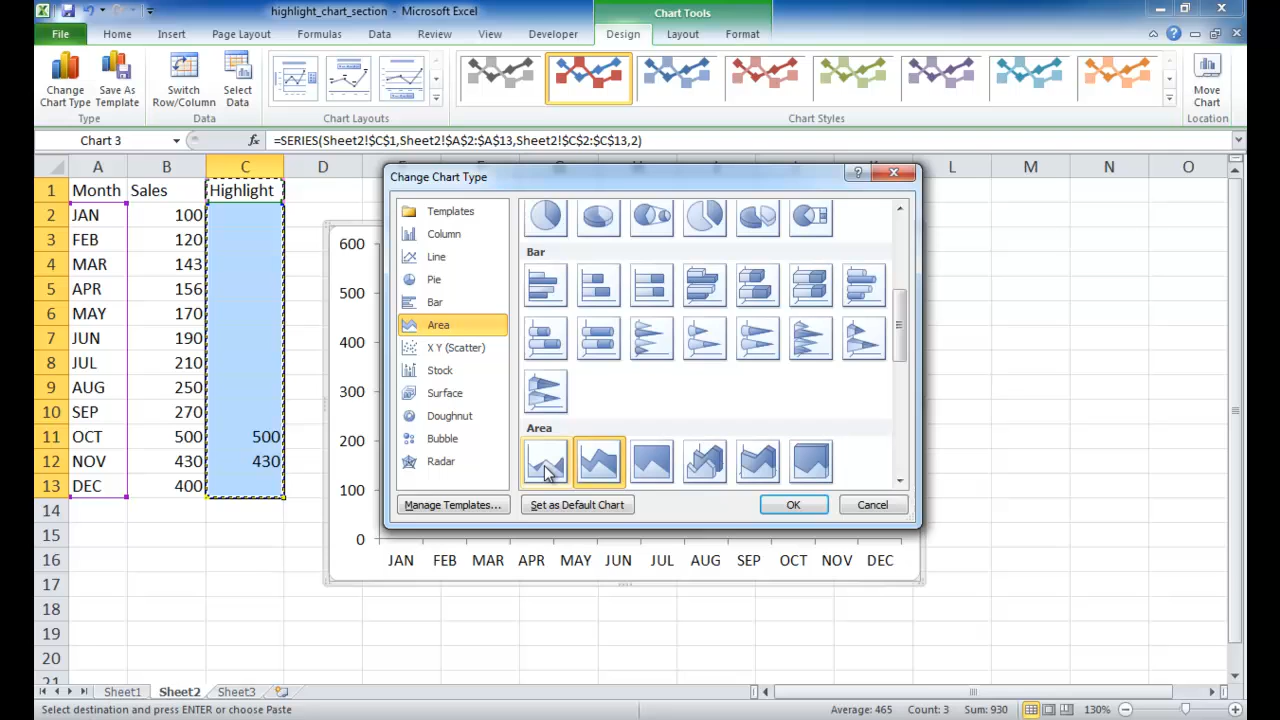 highlight_chart_section - Microsoft Excel
Chart Tools
File Home Insert Page Layout Formulas Data Review View Developer Design Layout Format
Change Chart Type
Save As Template
Switch Row/Column
Select Data
Move Chart
Type Data Chart Layouts Chart Styles Location
Chart 3 fx =SERIES(Sheet2!$C$1,Sheet2!$A$2:$A$13,Sheet2!$C$2:$C$13,2)
A B C D L M N O
1 Month Sales Highlight
2 JAN 100
3 FEB 120
4 MAR 143
5 APR 156
6 MAY 170
7 JUN 190
8 JUL 210
9 AUG 250
10 SEP 270
11 OCT 500 500
12 NOV 430 430
13 DEC 400
14
15
16
17
18
19
20
21
600
500
400
300
200
100
0
JAN FEB MAR APR MAY JUN JUL AUG SEP OCT NOV DEC
Change Chart Type
Templates
Column
Line
Pie
Bar
Area
X Y (Scatter)
Stock
Surface
Doughnut
Bubble
Radar
Bar
Area
Manage Templates... Set as Default Chart OK Cancel
Sheet1 Sheet2 Sheet3
Select destination and press ENTER or choose Paste Average: 465 Count: 3 Sum: 930 130%